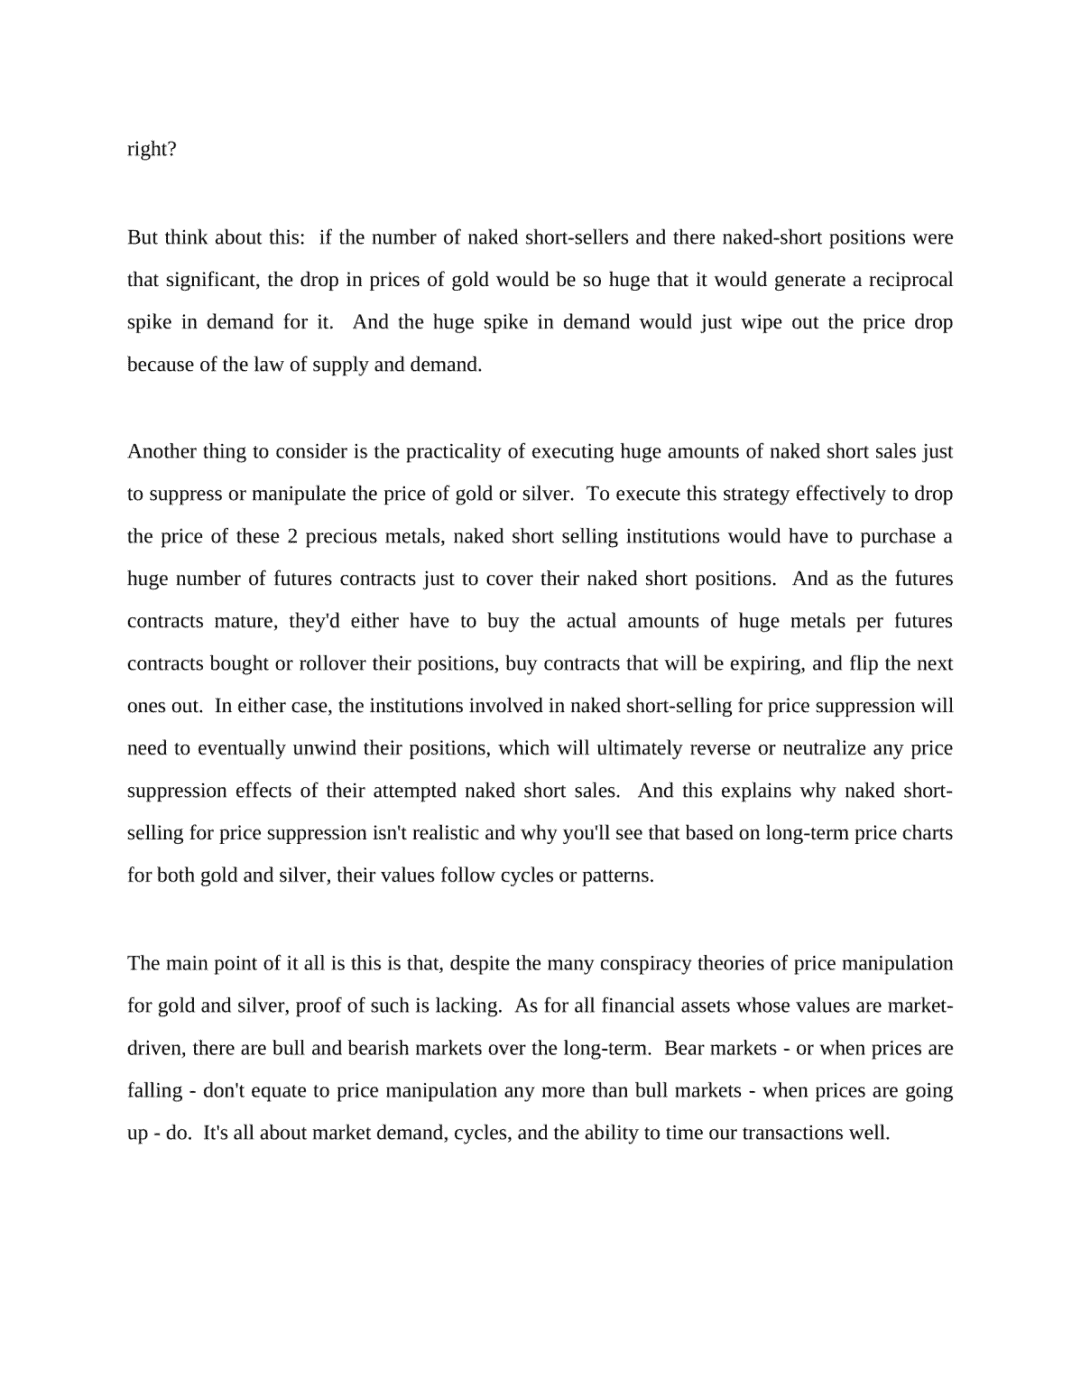 right?
But think about this:  if the number of naked short-sellers and there naked-short positions were
that significant, the drop in prices of gold would be so huge that it would generate a reciprocal
spike in demand for it.  And the huge spike in demand would just wipe out the price drop
because of the law of supply and demand.
Another thing to consider is the practicality of executing huge amounts of naked short sales just
to suppress or manipulate the price of gold or silver.  To execute this strategy effectively to drop
the price of these 2 precious metals, naked short selling institutions would have to purchase a
huge number of futures contracts just to cover their naked short positions.  And as the futures
contracts mature, they'd either have to buy the actual amounts of huge metals per futures
contracts bought or rollover their positions, buy contracts that will be expiring, and flip the next
ones out.  In either case, the institutions involved in naked short-selling for price suppression will
need to eventually unwind their positions, which will ultimately reverse or neutralize any price
suppression effects of their attempted naked short sales.  And this explains why naked short-
selling for price suppression isn't realistic and why you'll see that based on long-term price charts
for both gold and silver, their values follow cycles or patterns.
The main point of it all is this is that, despite the many conspiracy theories of price manipulation
for gold and silver, proof of such is lacking.  As for all financial assets whose values are market-
driven, there are bull and bearish markets over the long-term.  Bear markets - or when prices are
falling - don't equate to price manipulation any more than bull markets - when prices are going
up - do.  It's all about market demand, cycles, and the ability to time our transactions well.